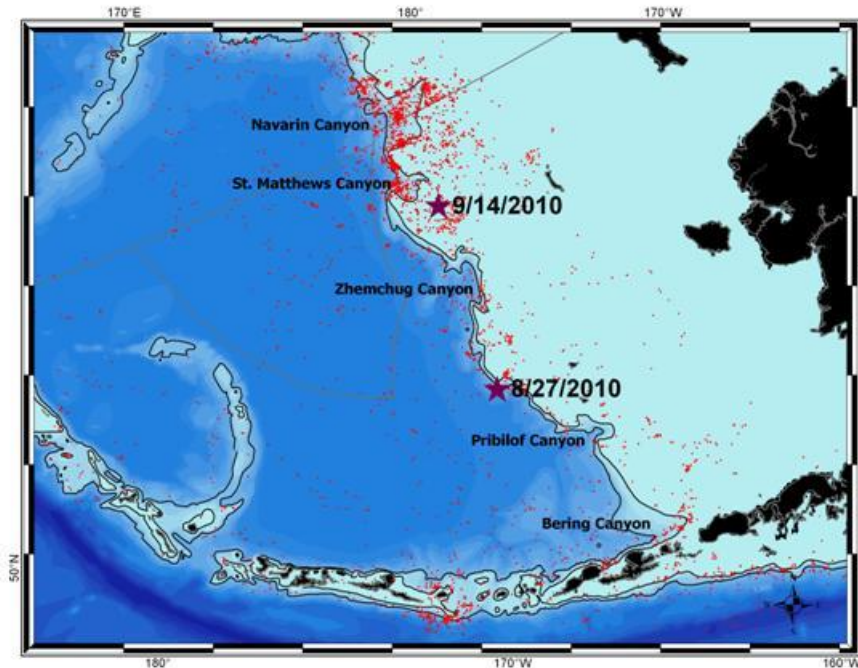 170°E 180° 170°W
Navarin Canyon
St. Matthews Canyon
9/14/2010
Zhemchug Canyon
8/27/2010
Pribilof Canyon
Bering Canyon
50°N
180° 170°W 160°W